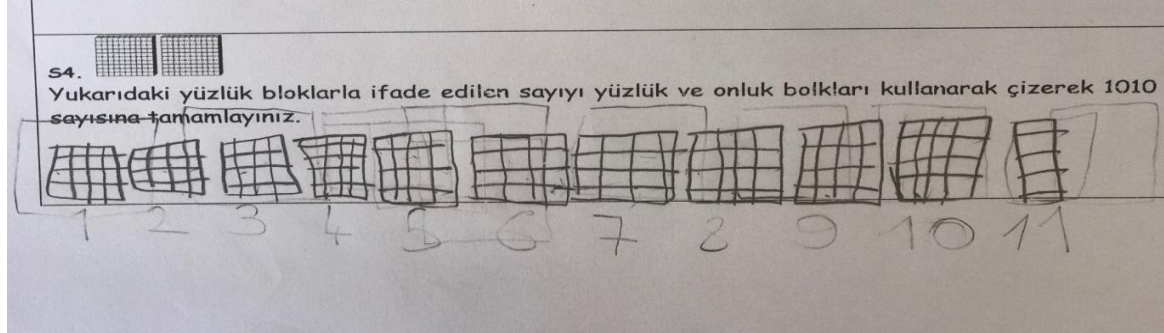 S4.
Yukarıdaki yüzlük bloklarla ifade edilen sayıyı yüzlük ve onluk bolkları kullanarak çizerek 1010
sayısına tamamlayınız.
1 2 3 4 5 6 7 8 9 10 11